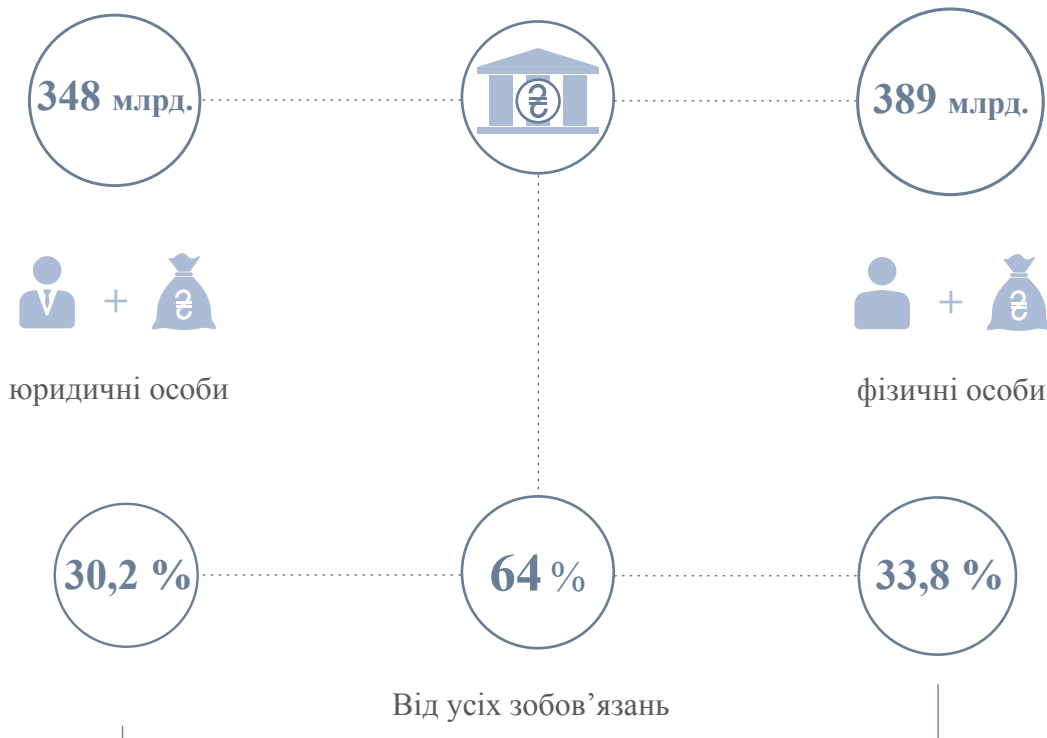 348 млрд.
₴
389 млрд.
+ ₴
+ ₴
юридичні особи
фізичні особи
30,2 %
64 %
33,8 %
Від усіх зобов’язань